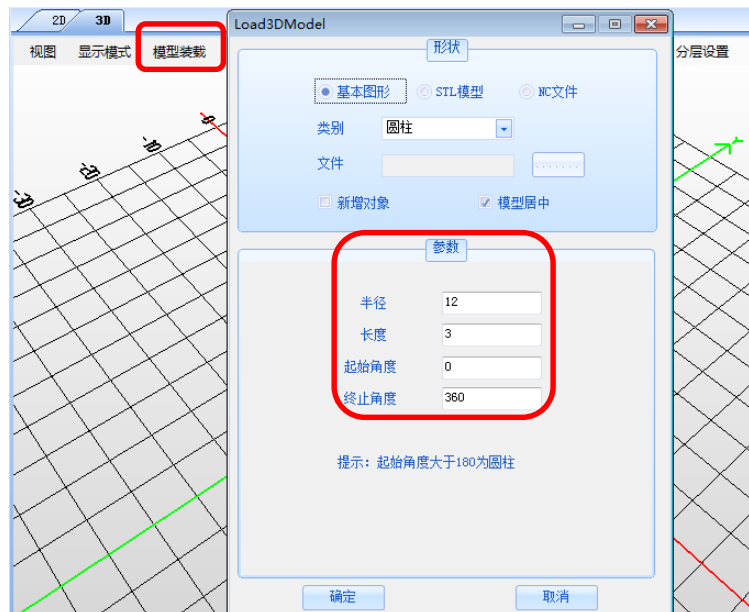 2D 3D
Load3DModel
视图 显示模式 模型装载 分层设置
形状
基本图形 STL模型 NC文件
类别 圆柱
文件 .......
新增对象 模型居中
-30 -20 -10 0
Y
参数
半径 12
长度 3
起始角度 0
终止角度 360
提示：起始角度大于180为圆柱
确定 取消